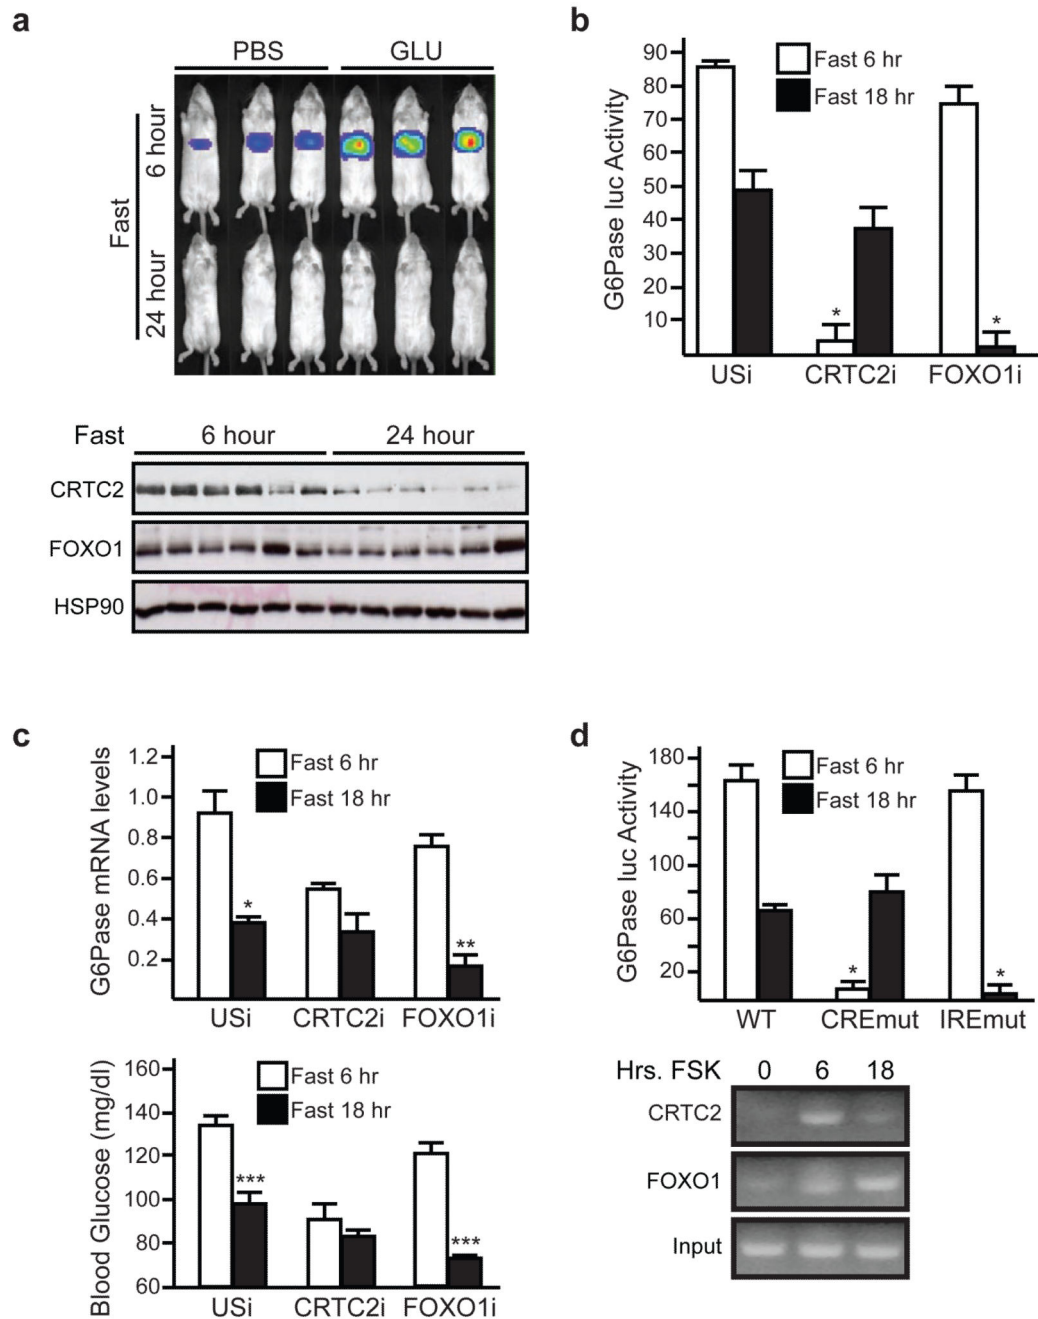 a
PBS GLU
Fast
6 hour
24 hour
Fast 6 hour 24 hour
CRTC2
FOXO1
HSP90
b
G6Pase luc Activity
90
80
70
60
50
40
30
20
10
Fast 6 hr
Fast 18 hr
*
*
USi CRTC2i FOXO1i
c
G6Pase mRNA levels
1.2
1.0
0.8
0.6
0.4
0.2
Fast 6 hr
Fast 18 hr
*
**
USi CRTC2i FOXO1i
Blood Glucose (mg/dl)
160
140
120
100
80
60
Fast 6 hr
Fast 18 hr
***
***
USi CRTC2i FOXO1i
d
G6Pase luc Activity
180
140
100
60
20
Fast 6 hr
Fast 18 hr
*
*
WT CREmut IREmut
Hrs. FSK 0 6 18
CRTC2
FOXO1
Input